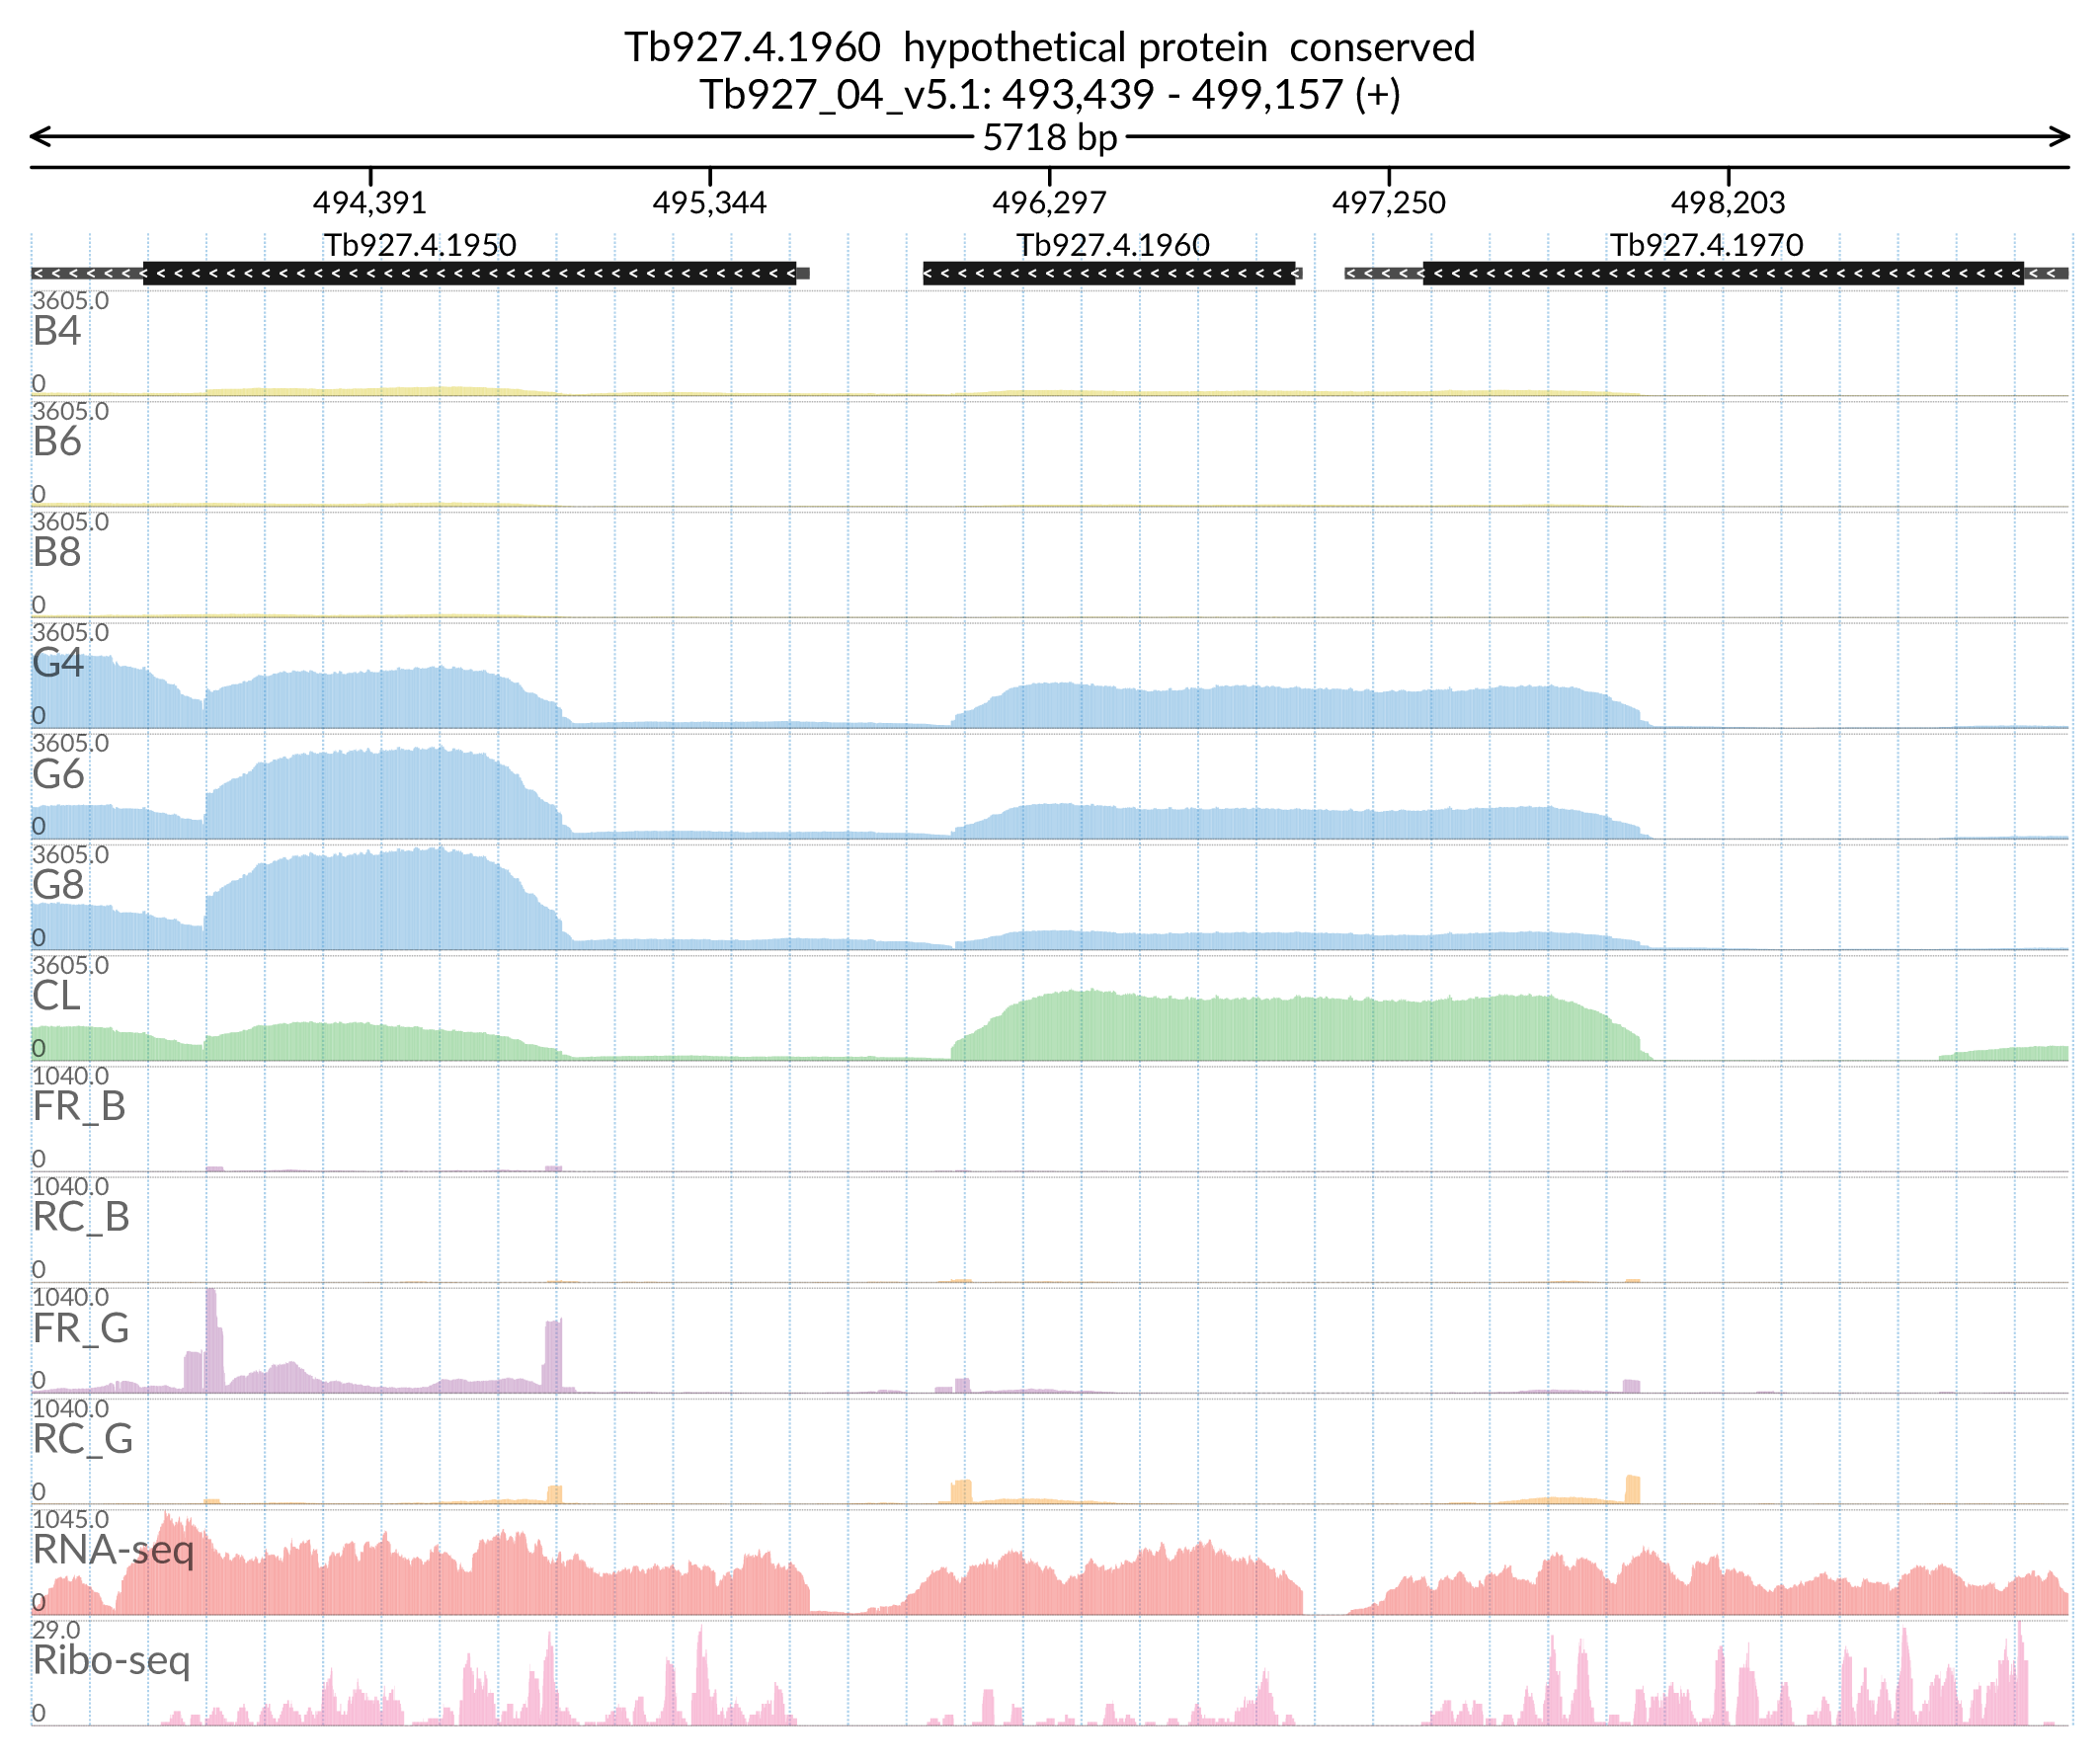 Tb927.4.1960  hypothetical protein  conserved
Tb927_04_v5.1: 493,439 - 499,157 (+)
5718 bp
494,391 495,344 496,297 497,250 498,203
Tb927.4.1950 Tb927.4.1960 Tb927.4.1970
3605.0
B4
0
3605.0
B6
0
3605.0
B8
0
3605.0
G4
0
3605.0
G6
0
3605.0
G8
0
3605.0
CL
0
1040.0
FR_B
0
1040.0
RC_B
0
1040.0
FR_G
0
1040.0
RC_G
0
1045.0
RNA-seq
0
29.0
Ribo-seq
0